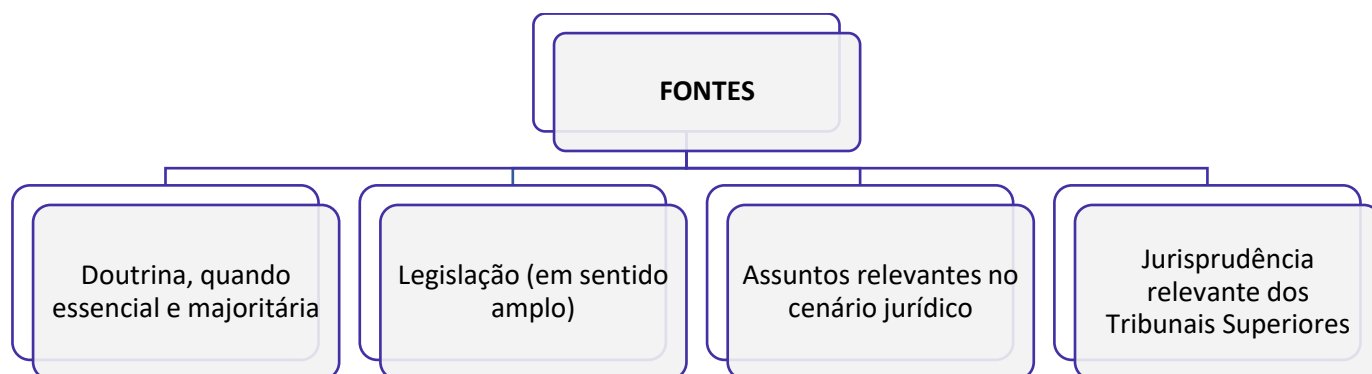 FONTES
Doutrina, quando
essencial e majoritária
Legislação (em sentido
amplo)
Assuntos relevantes no
cenário jurídico
Jurisprudência
relevante dos
Tribunais Superiores